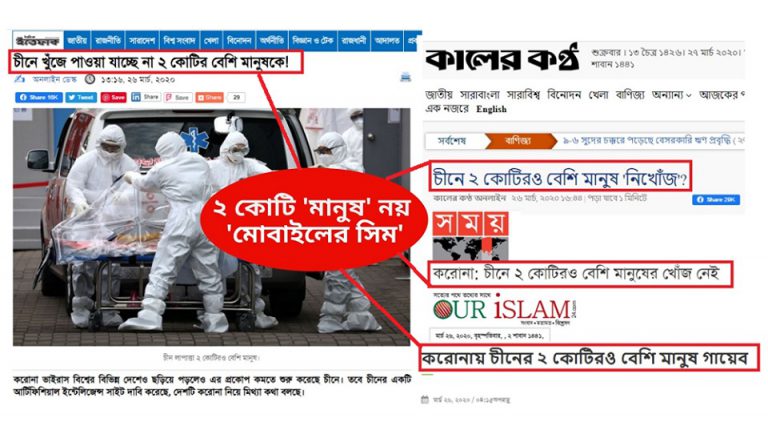 দৈনিক
ইত্তেফাক
জাতীয় রাজনীতি সারাদেশ বিশ্ব সংবাদ খেলা বিনোদন অর্থনীতি বিজ্ঞান ও টেক রাজধানী আদালত
চীনে খুঁজে পাওয়া যাচ্ছে না ২ কোটির বেশি মানুষকে!
অনলাইন ডেস্ক ১৩:১৬, ২৬ মার্চ, ২০২০
Share 16K Tweet Save Share Share 29
চীন লাপাত্তা ২ কোটিরও বেশি মানুষ।
করোনা ভাইরাস বিশ্বের বিভিন্ন দেশেও ছড়িয়ে পড়লেও এর প্রকোপ কমতে শুরু করেছে চীনে। তবে চীনের একটি
আর্টিফিশিয়াল ইন্টেলিজেন্স সাইট দাবি করেছে, দেশটি করোনা নিয়ে মিথ্যা কথা বলছে।
২ কোটি 'মানুষ' নয়
'মোবাইলের সিম'
কালের কণ্ঠ
শুক্রবার । ১৩ চৈত্র ১৪২৬। ২৭ মার্চ ২০২০।
শাবান ১৪৪১
জাতীয় সারাবাংলা সারাবিশ্ব বিনোদন খেলা বাণিজ্য অন্যান্য আজকের
এক নজরে English
সর্বশেষ বাণিজ্য ৯-৬ সুদের চক্করে পড়েছে বেসরকারি ঋণ প্রবৃদ্ধি
চীনে ২ কোটিরও বেশি মানুষ 'নিখোঁজ'?
কালের কণ্ঠ অনলাইন ২৬ মার্চ, ২০২০ ১৬:৪৪ | পড়া যাবে ১ মিনিটে
Share 29K
সময়
করোনা: চীনে ২ কোটিরও বেশি মানুষের খোঁজ নেই
সত্যের পথে তথ্যের সাথে
OUR iSLAM
24.com
মার্চ ২৬, ২০২০, বৃহস্পতিবার, , ২ শাবান ১৪৪১,
করোনায় চীনের ২ কোটিরও বেশি মানুষ গায়েব
মার্চ ২৬, ২০২০ / ০৪:১৫অপরাহ্ণ